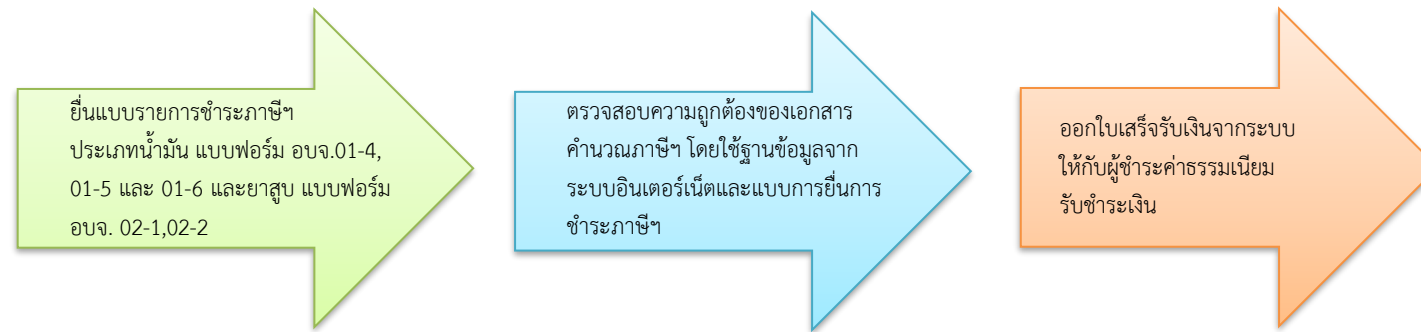 ยื่นแบบรายการชำระภาษีฯ
ประเภทน้ำมัน แบบฟอร์ม อบจ.01-4,
01-5 และ 01-6 และยาสูบ แบบฟอร์ม
อบจ. 02-1,02-2
ตรวจสอบความถูกต้องของเอกสาร
คำนวณภาษีฯ โดยใช้ฐานข้อมูลจาก
ระบบอินเตอร์เน็ตและแบบการยื่นการ
ชำระภาษีฯ
ออกใบเสร็จรับเงินจากระบบ
ให้กับผู้ชำระค่าธรรมเนียม
รับชำระเงิน